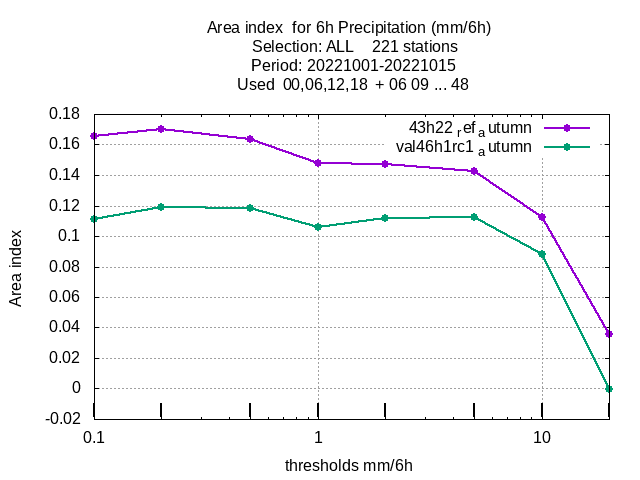 Area index  for 6h Precipitation (mm/6h)
Selection: ALL    221 stations
Period: 20221001-20221015
Used  00,06,12,18  + 06 09 ... 48
0.18
0.16
0.14
0.12
0.1
0.08
0.06
0.04
0.02
0
-0.02
Area index
43h22 ref a utumn
val46h1rc1 a utumn
0.1 1 10
thresholds mm/6h